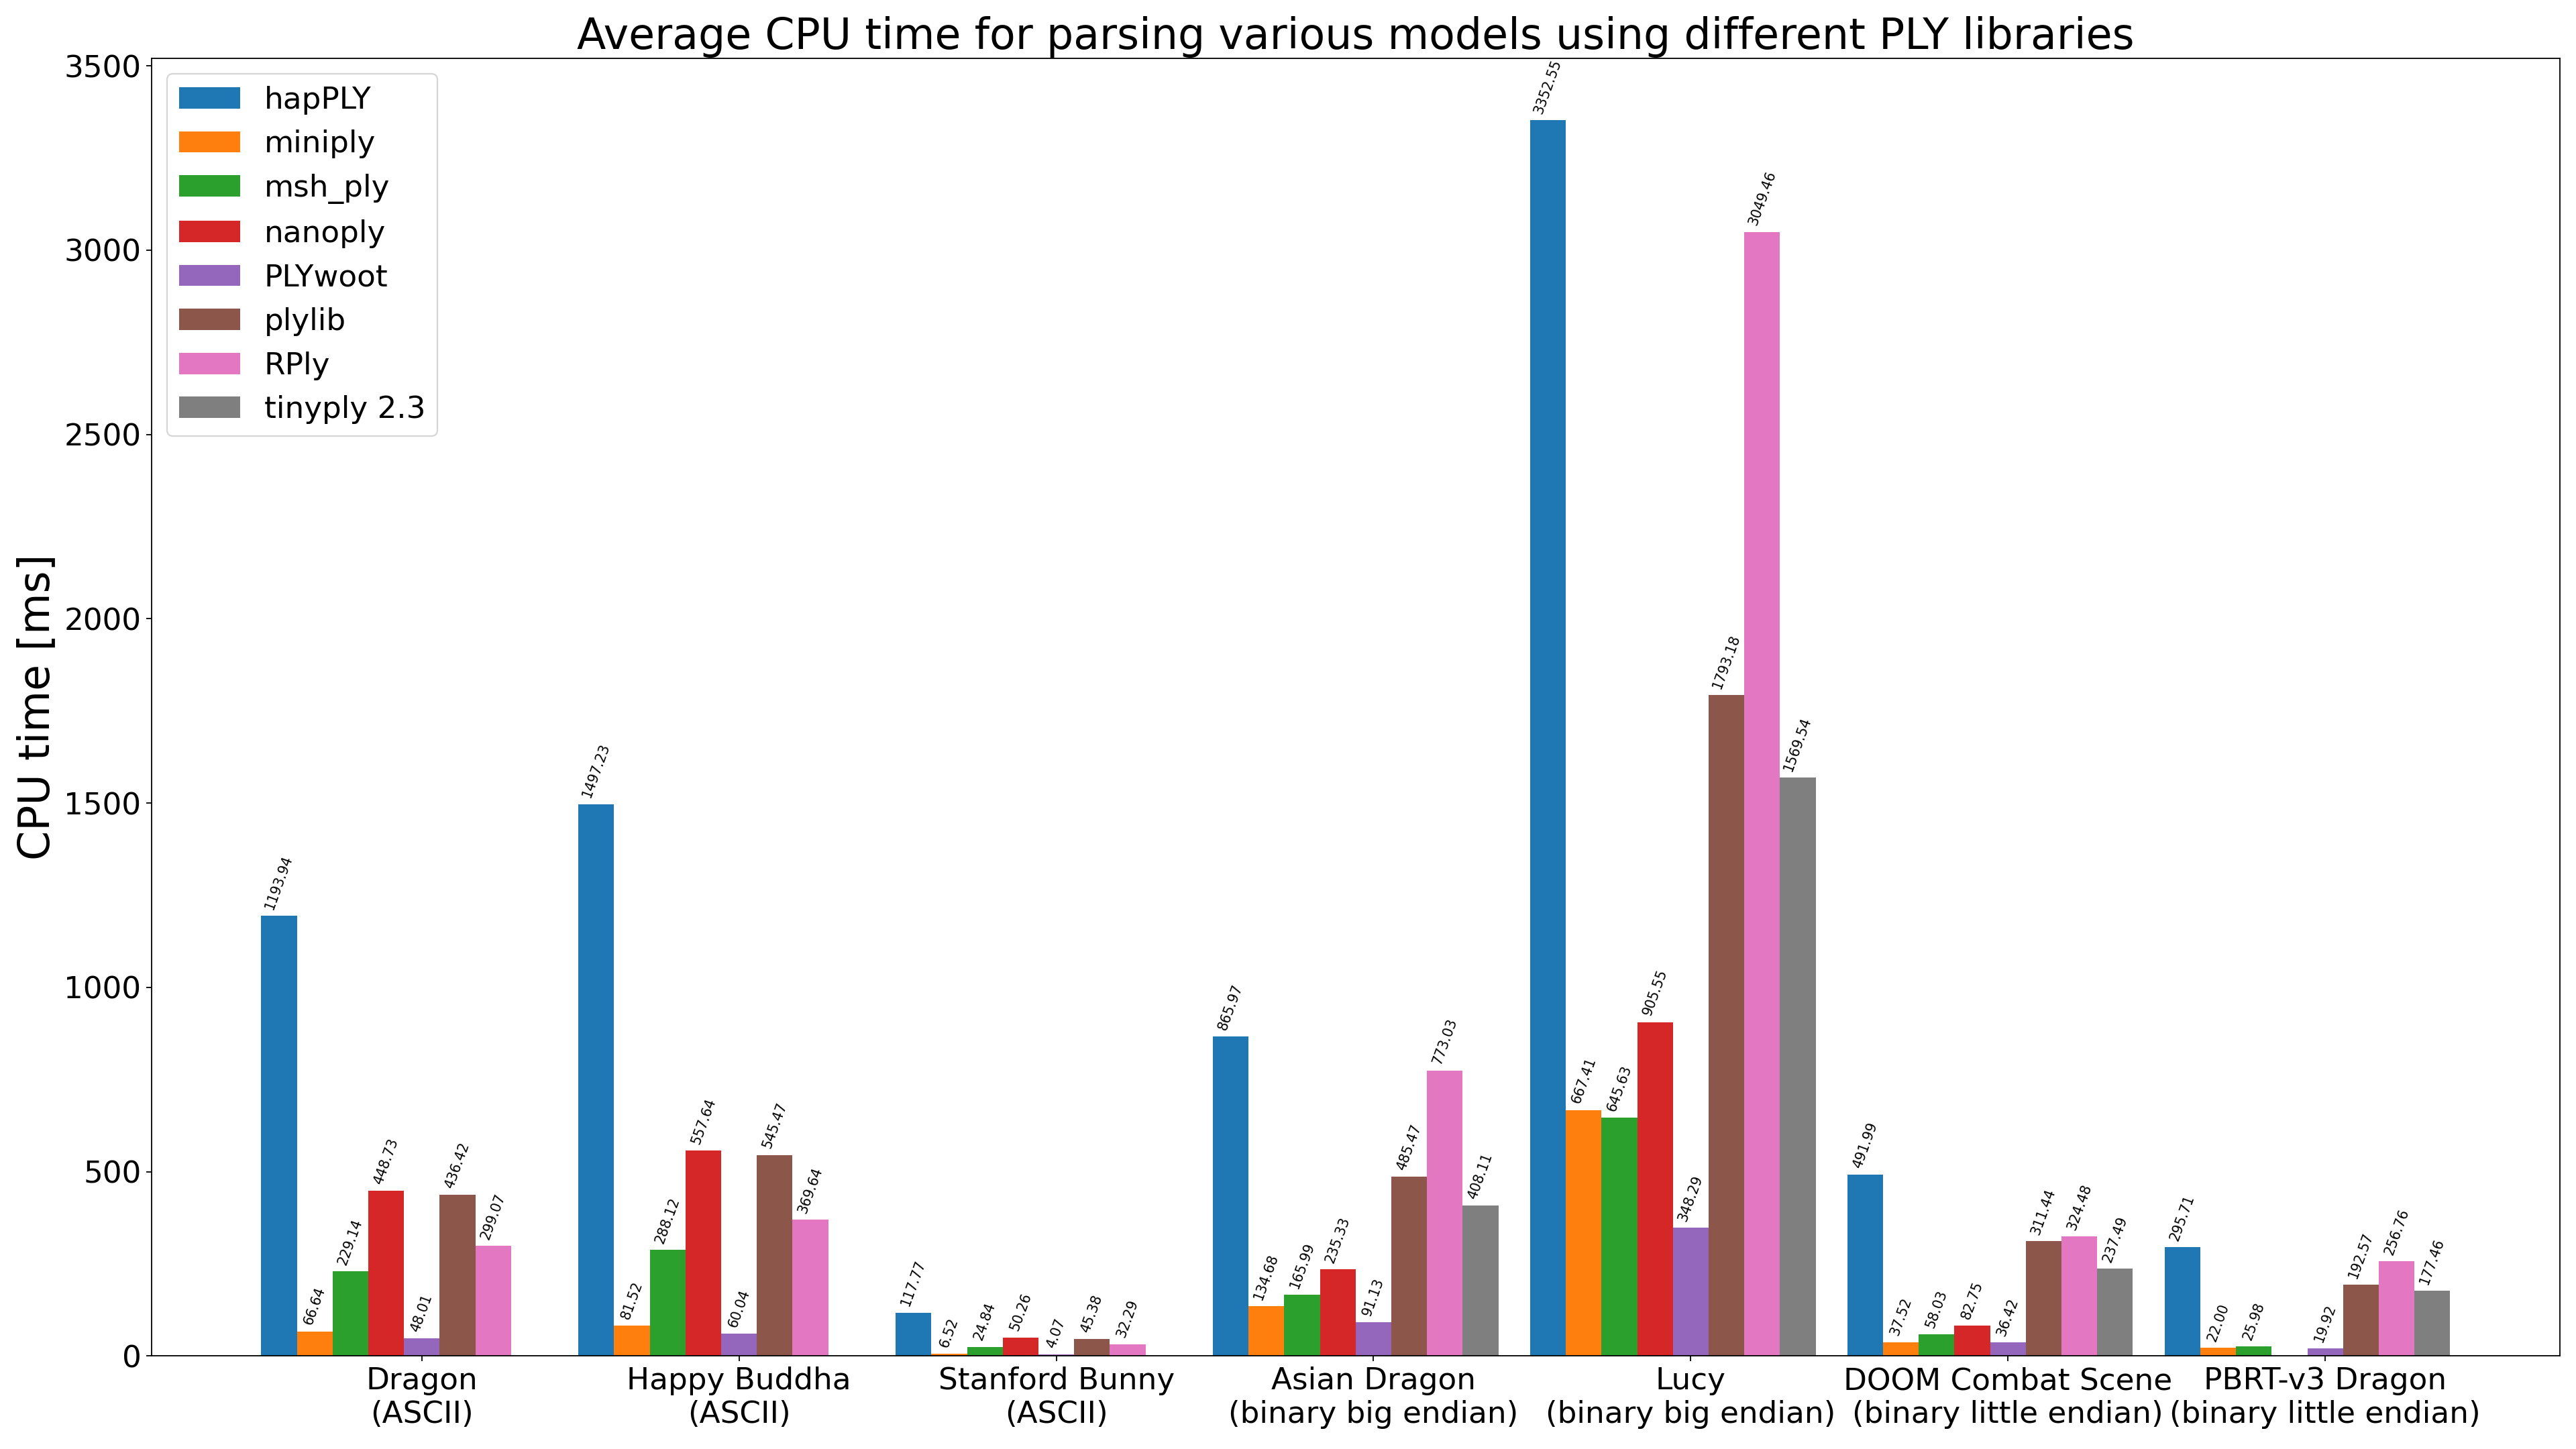 Average CPU time for parsing various models using different PLY libraries
CPU time [ms]
3500
3000
2500
2000
1500
1000
500
0
hapPLY
miniply
msh_ply
nanoply
PLYwoot
plylib
RPly
tinyply 2.3
1193.94
66.64
229.14
448.73
48.01
436.42
299.07
1497.23
81.52
288.12
557.64
60.04
545.47
369.64
117.77
6.52
24.84
50.26
4.07
45.38
32.29
865.97
134.68
165.99
235.33
91.13
485.47
773.03
408.11
3352.55
667.41
645.63
905.55
348.29
1793.18
3049.46
1569.54
491.99
37.52
58.03
82.75
36.42
311.44
324.48
237.49
295.71
22.00
25.98
19.92
192.57
256.76
177.46
Dragon
(ASCII)
Happy Buddha
(ASCII)
Stanford Bunny
(ASCII)
Asian Dragon
(binary big endian)
Lucy
(binary big endian)
DOOM Combat Scene
(binary little endian)
PBRT-v3 Dragon
(binary little endian)